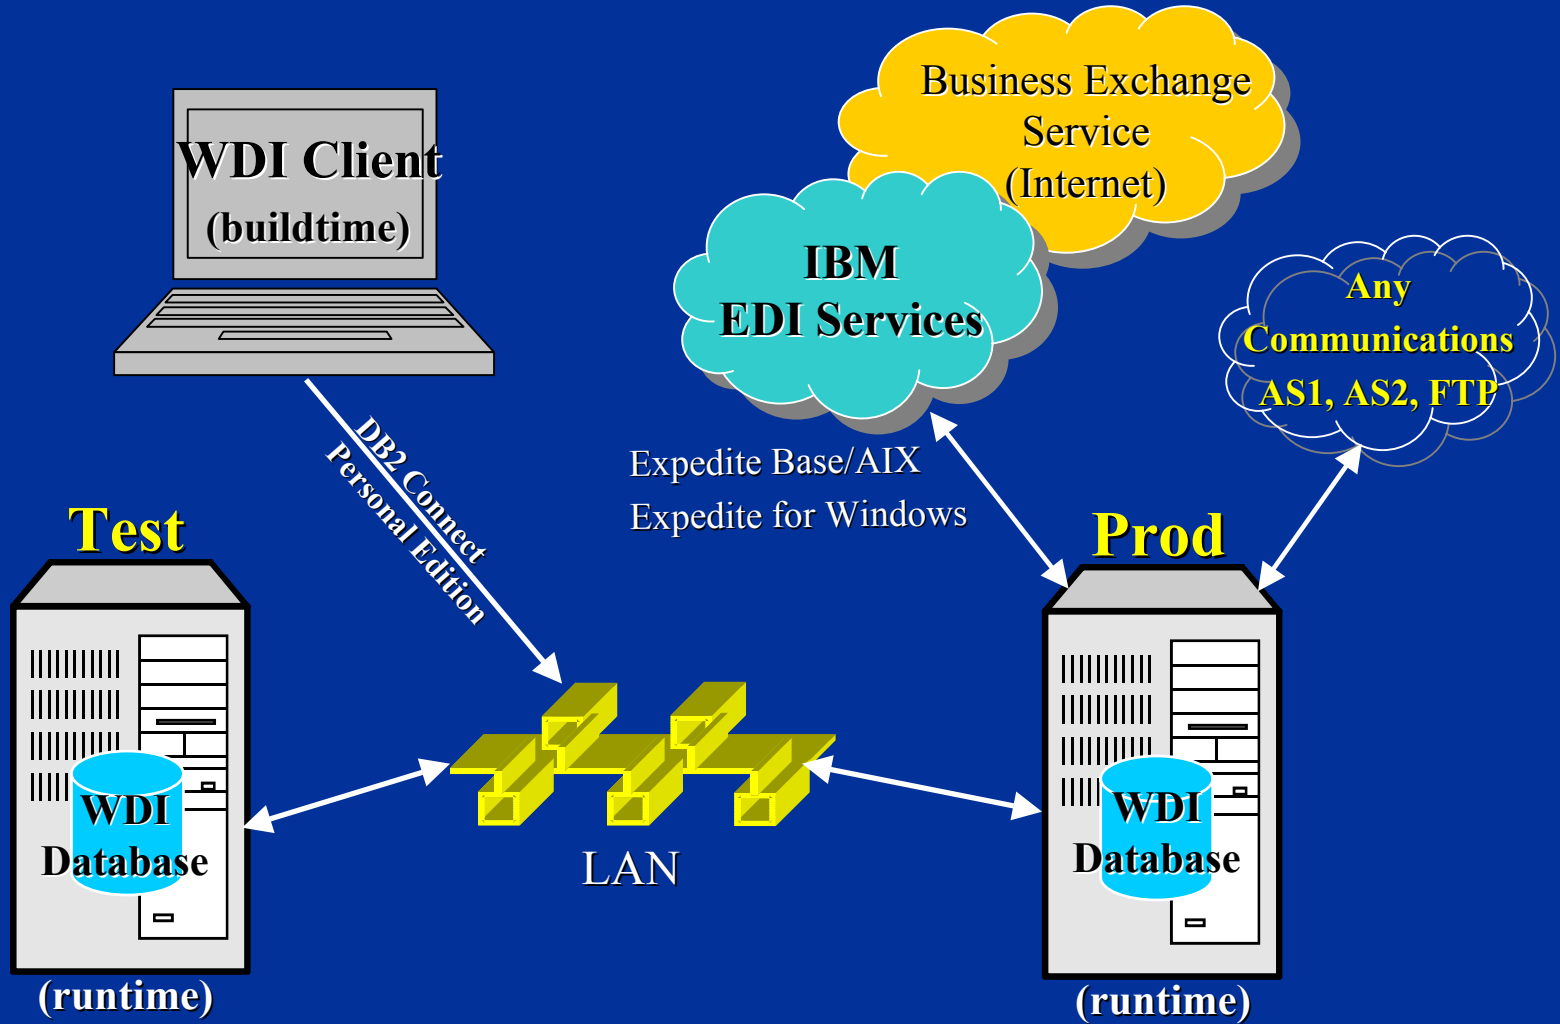 WDI Client
(buildtime)
Business Exchange
Service
(Internet)
IBM
EDI Services
Any
Communications
AS1, AS2, FTP
DB2 Connect
Personal Edition
Expedite Base/AIX
Expedite for Windows
Test
Prod
WDI
Database
LAN
WDI
Database
(runtime)
(runtime)